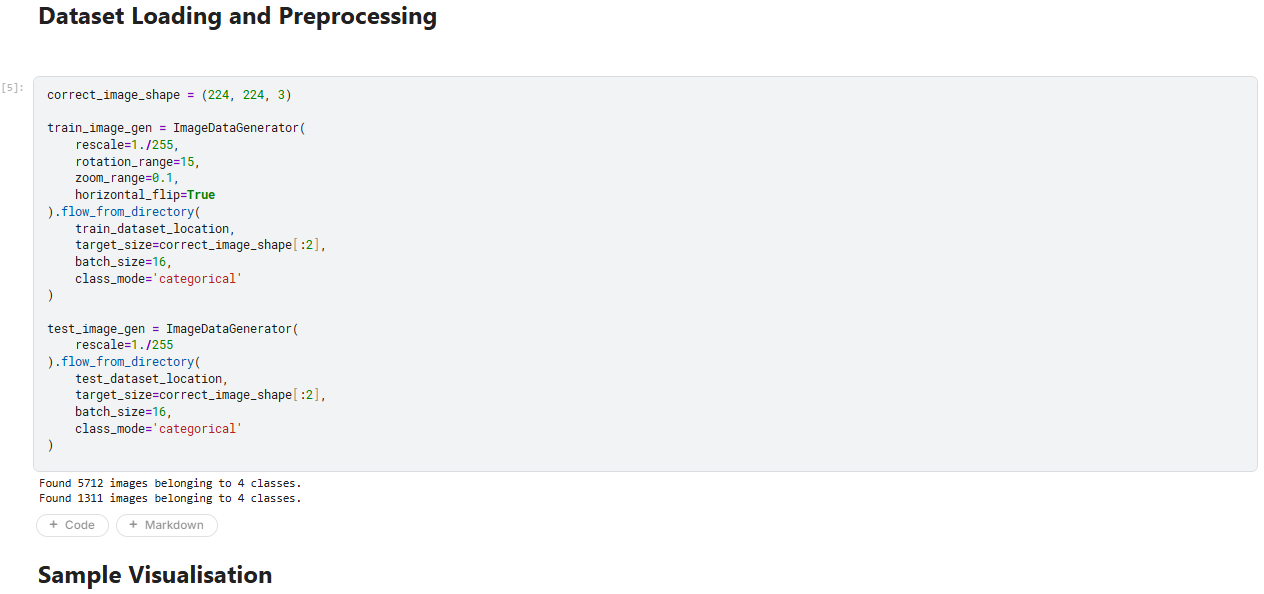 Dataset Loading and Preprocessing
[5]:
correct_image_shape = (224, 224, 3)
train_image_gen = ImageDataGenerator(
    rescale=1./255,
    rotation_range=15,
    zoom_range=0.1,
    horizontal_flip=True
).flow_from_directory(
    train_dataset_location,
    target_size=correct_image_shape[:2],
    batch_size=16,
    class_mode='categorical'
)
test_image_gen = ImageDataGenerator(
    rescale=1./255
).flow_from_directory(
    test_dataset_location,
    target_size=correct_image_shape[:2],
    batch_size=16,
    class_mode='categorical'
)
Found 5712 images belonging to 4 classes.
Found 1311 images belonging to 4 classes.
+ Code + Markdown
Sample Visualisation